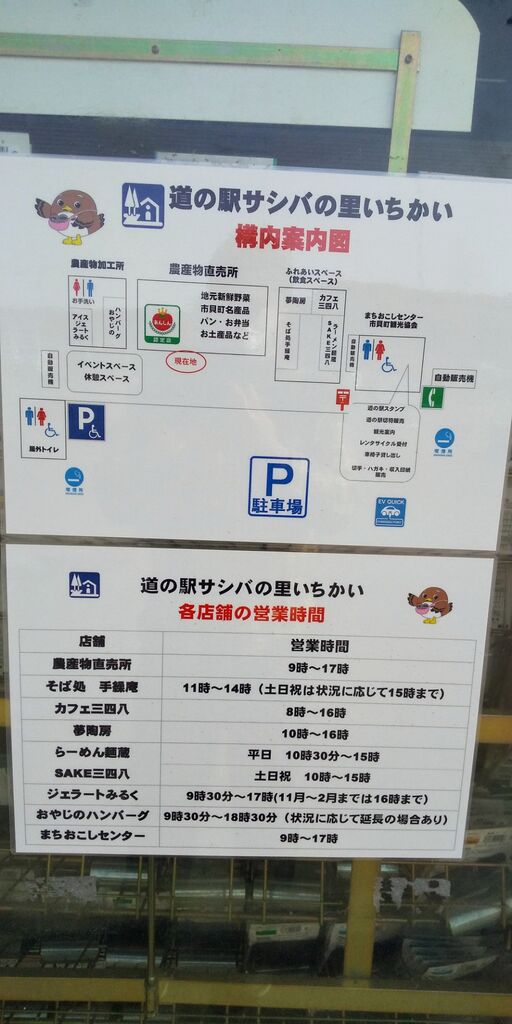 道の駅サシバの里いちかい
構内案内図
農産物加工所
お手洗い
アイス
ジェラート
みるく
ハンバーグ
おやじの
自動販売機
イベントスペース
休憩スペース
農産物直売所
認定店
地元新鮮野菜
市貝町名産品
パン・お弁当
お土産品など
現在地
ふれあいスペース
(飲食スペース)
夢陶房
カフェ
三四八
そば処手繰庵
ラーメン麺蔵
SAKE三四八
まちおこしセンター
市貝町観光協会
自動販売機
自動販売機
道の駅スタンプ
道の駅切符販売
観光案内
レンタサイクル受付
車椅子貸し出し
切手・ハガキ・収入印紙
販売
屋外トイレ
P
喫煙所
P
駐車場
EV QUICK
喫煙所
道の駅サシバの里いちかい
各店舗の営業時間
店舗 営業時間
農産物直売所 9時～17時
そば処 手繰庵 11時～14時（土日祝は状況に応じて15時まで）
カフェ三四八 8時～16時
夢陶房 10時～16時
らーめん麺蔵 平日 10時30分～15時
SAKE三四八 土日祝 10時～15時
ジェラートみるく 9時30分～17時(11月～2月までは16時まで）
おやじのハンバーグ 9時30分～18時30分（状況に応じて延長の場合あり）
まちおこしセンター 9時～17時